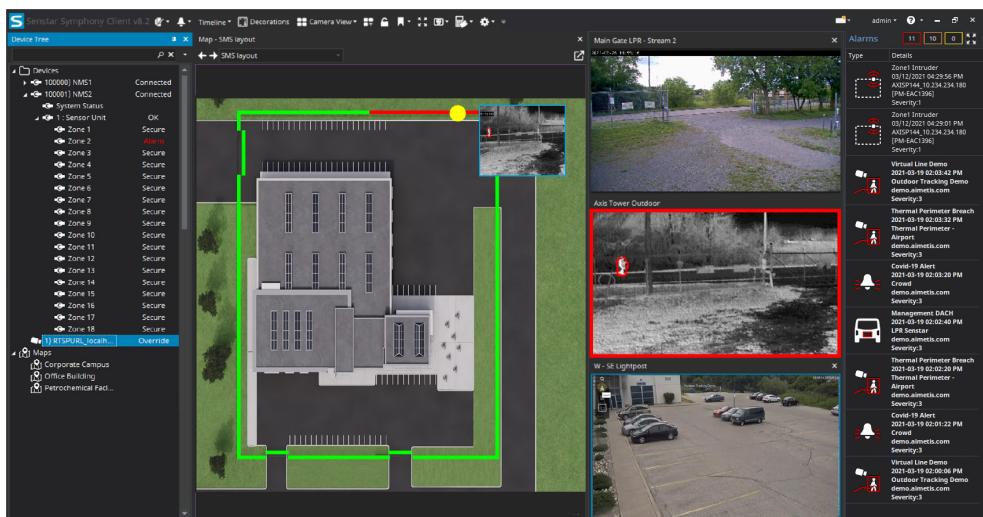 Senstar Symphony Client v8.2
Timeline
Decorations
Camera View
admin
Device Tree
Devices
100000] NMS1 Connected
100001] NMS2 Connected
System Status
1 : Sensor Unit OK
Zone 1 Secure
Zone 2 Alarm
Zone 3 Secure
Zone 4 Secure
Zone 5 Secure
Zone 6 Secure
Zone 7 Secure
Zone 8 Secure
Zone 9 Secure
Zone 10 Secure
Zone 11 Secure
Zone 12 Secure
Zone 13 Secure
Zone 14 Secure
Zone 15 Secure
Zone 16 Secure
Zone 17 Secure
Zone 18 Secure
1) RTSPURL_localh... Override
Maps
Corporate Campus
Office Building
Petrochemical Facil...
Map - SMS layout
SMS layout
Main Gate LPR - Stream 2
Axis Tower Outdoor
W - SE Lightpost
Alarms 11 10 0
Type Details
Zone1 Intruder
03/12/2021 04:29:56 PM
AXISP144_10.234.234.180
[PM-EAC1396]
Severity:1
Zone1 Intruder
03/12/2021 04:29:01 PM
AXISP144_10.234.234.180
[PM-EAC1396]
Severity:1
Virtual Line Demo
2021-03-19 02:03:42 PM
Outdoor Tracking Demo
demo.aimetis.com
Severity:3
Thermal Perimeter Breach
2021-03-19 02:03:32 PM
Thermal Perimeter -
Airport
demo.aimetis.com
Severity:3
Covid-19 Alert
2021-03-19 02:03:20 PM
Crowd
demo.aimetis.com
Severity:3
Management DACH
2021-03-19 02:02:40 PM
LPR Senstar
demo.aimetis.com
Severity:3
Thermal Perimeter Breach
2021-03-19 02:02:20 PM
Thermal Perimeter -
Airport
demo.aimetis.com
Severity:3
Covid-19 Alert
2021-03-19 02:01:22 PM
Crowd
demo.aimetis.com
Severity:3
Virtual Line Demo
2021-03-19 02:00:06 PM
Outdoor Tracking Demo
demo.aimetis.com
Severity:3